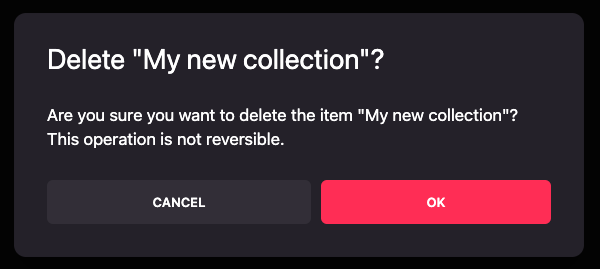 Delete "My new collection"?
Are you sure you want to delete the item "My new collection"?
This operation is not reversible.
CANCEL
OK